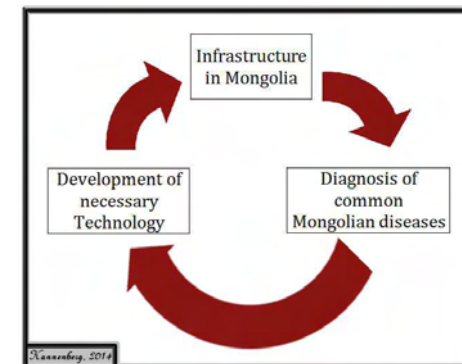 Infrastructure
in Mongolia
Development of
necessary
Technology
Diagnosis of
common
Mongolian diseases
Kannenberg, 2014